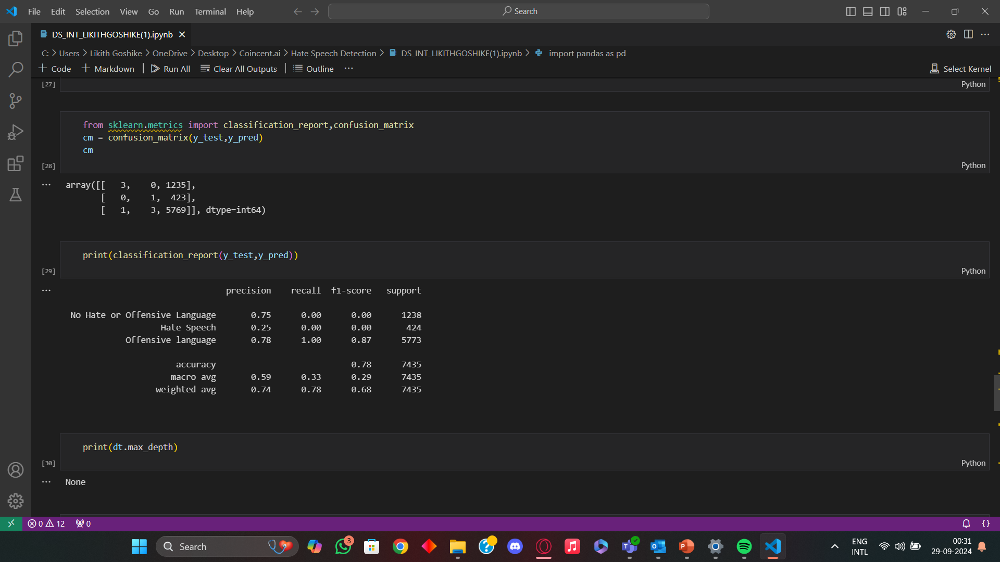 File Edit Selection View Go Run Terminal Help Search
DS_INT_LIKITHGOSHIKE(1).ipynb
C: > Users > Likith Goshike > OneDrive > Desktop > Coincent.ai > Hate Speech Detection > DS_INT_LIKITHGOSHIKE(1).ipynb > import pandas as pd
+ Code + Markdown | Run All Clear All Outputs | Outline ... Select Kernel
[27] Python
from sklearn.metrics import classification_report,confusion_matrix
cm = confusion_matrix(y_test,y_pred)
cm
[28] Python
... array([[   3,    0, 1235],
       [   0,    1,  423],
       [   1,    3, 5769]], dtype=int64)
print(classification_report(y_test,y_pred))
[29] Python
... precision recall f1-score support
No Hate or Offensive Language 0.75 0.00 0.00 1238
Hate Speech 0.25 0.00 0.00 424
Offensive language 0.78 1.00 0.87 5773
accuracy 0.78 7435
macro avg 0.59 0.33 0.29 7435
weighted avg 0.74 0.78 0.68 7435
print(dt.max_depth)
[30] Python
... None
0 12 0 {}
Search 3 ENG 00:31
INTL 29-09-2024